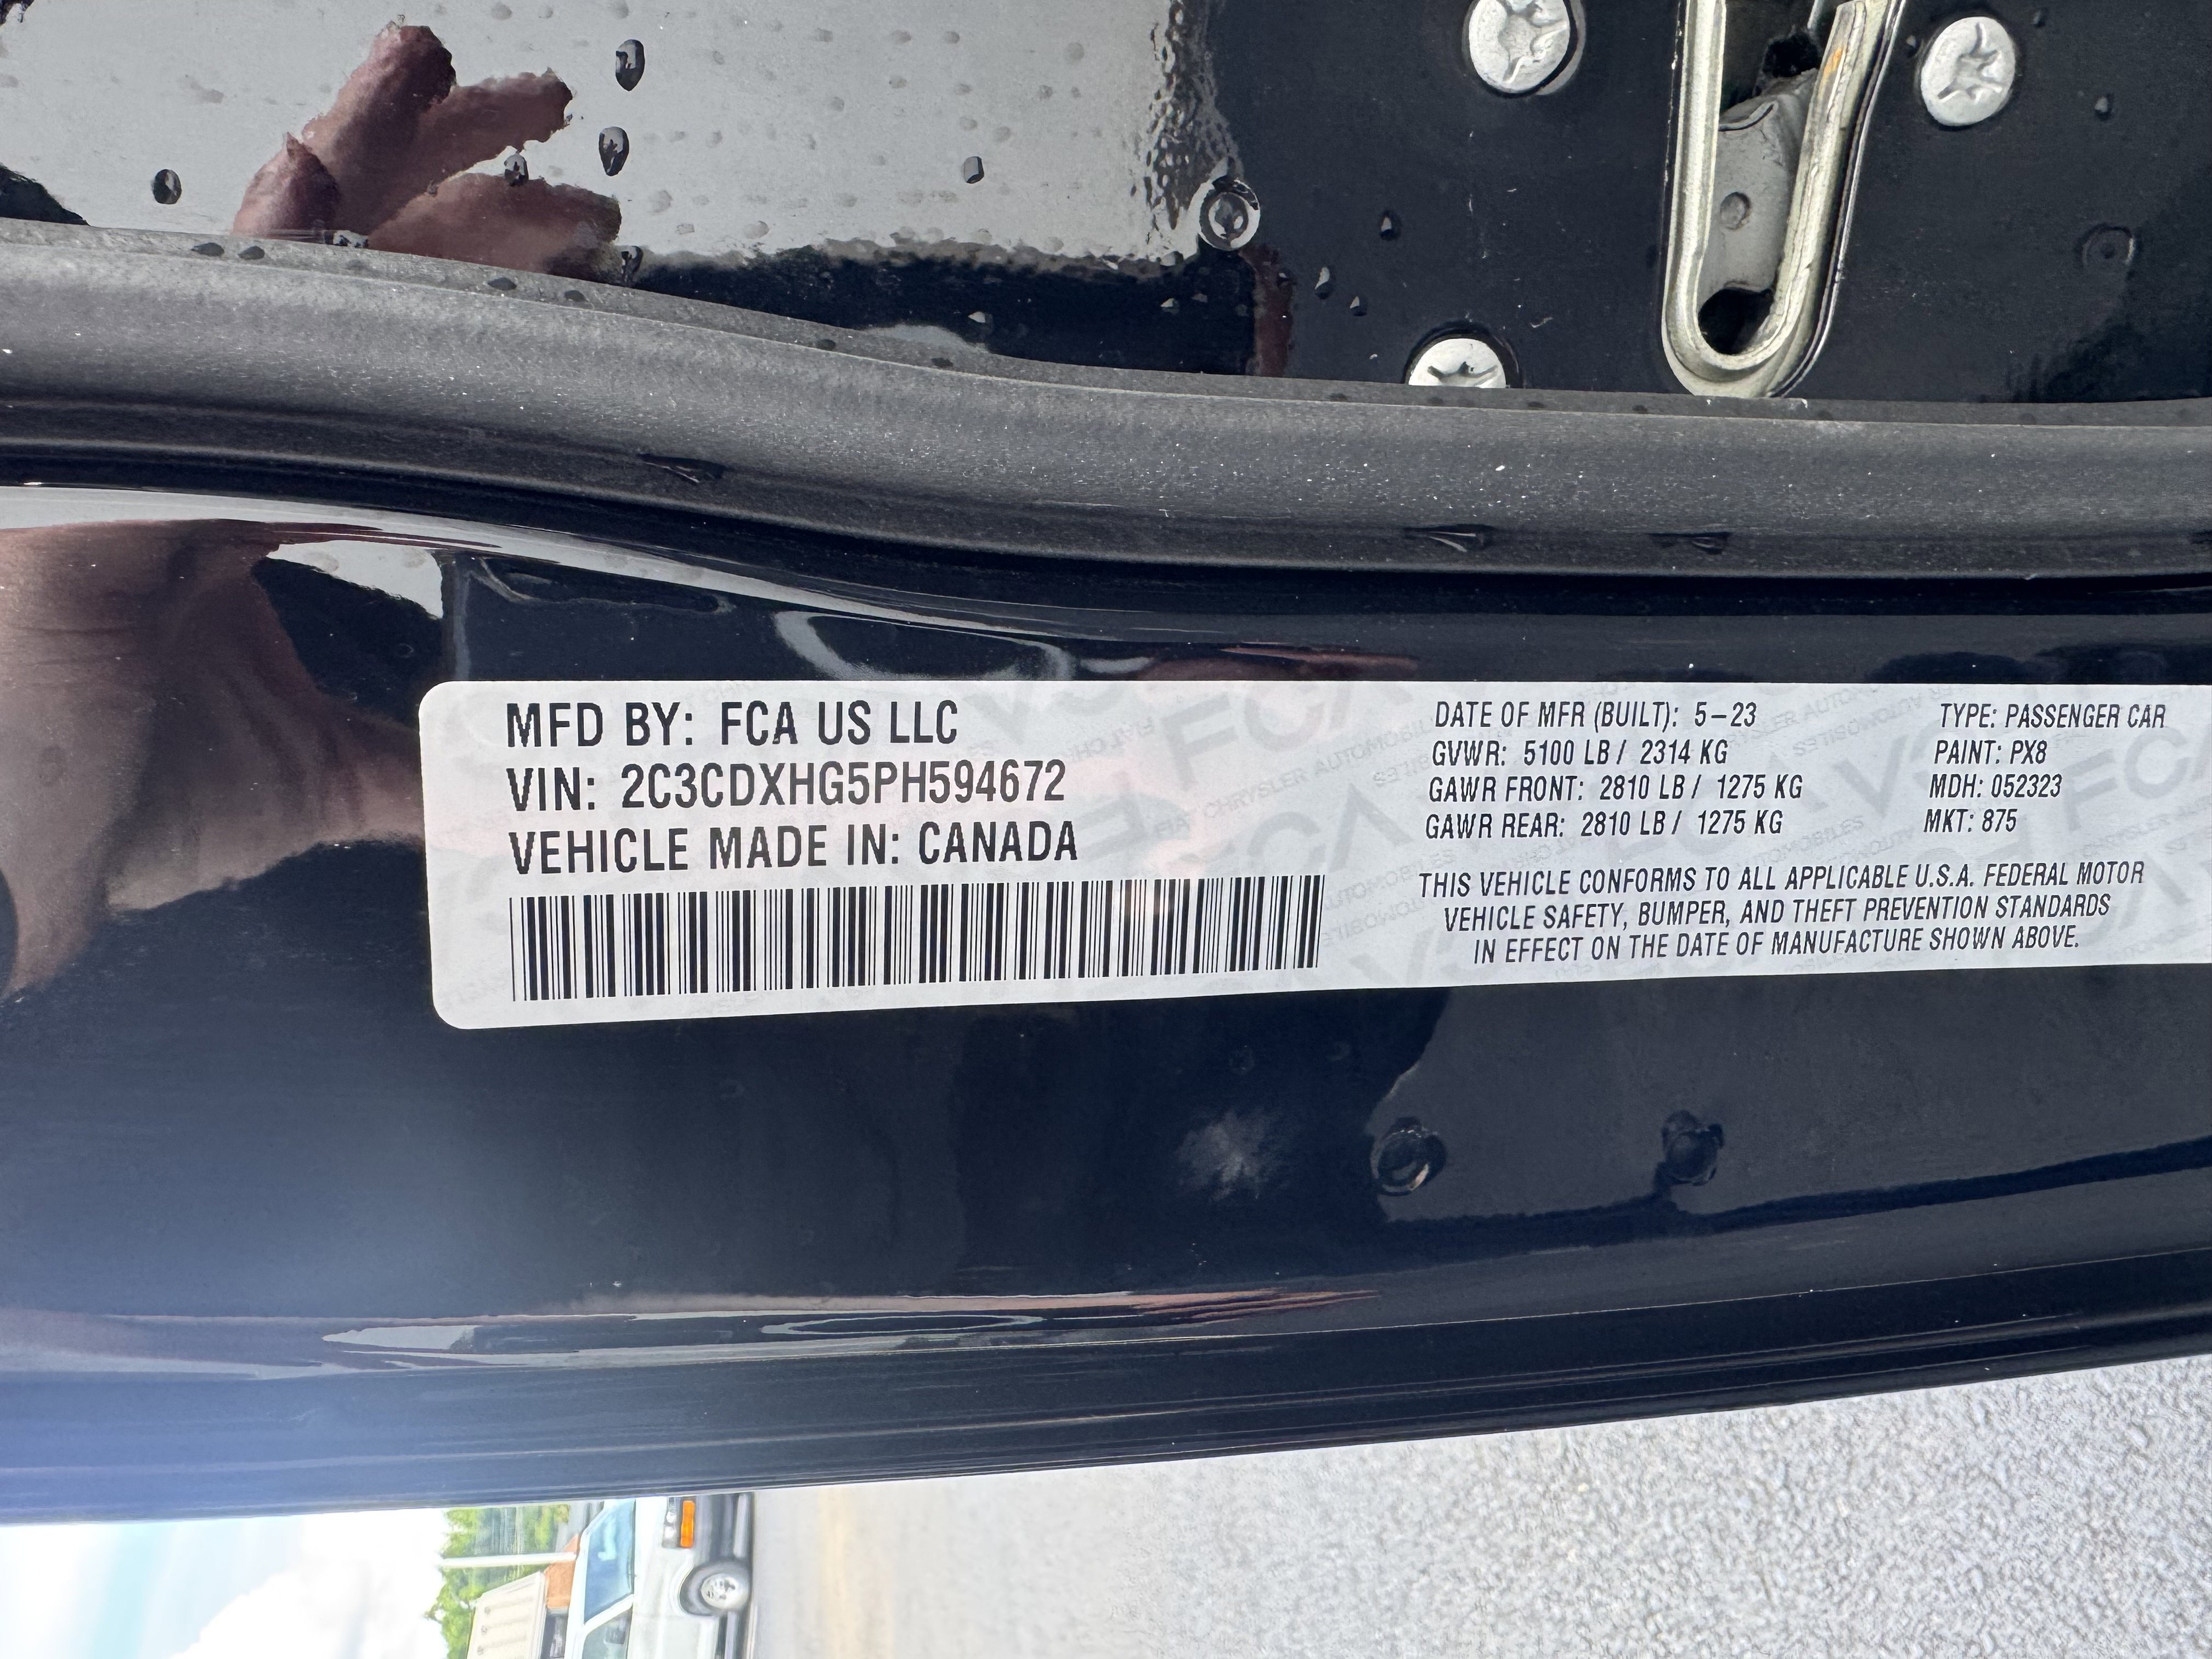 MFD BY: FCA US LLC
VIN: 2C3CDXHG5PH594672
VEHICLE MADE IN: CANADA
DATE OF MFR (BUILT): 5-23
GVWR: 5100 LB / 2314 KG
GAWR FRONT: 2810 LB / 1275 KG
GAWR REAR: 2810 LB / 1275 KG
TYPE: PASSENGER CAR
PAINT: PX8
MDH: 052323
MKT: 875
THIS VEHICLE CONFORMS TO ALL APPLICABLE U.S.A. FEDERAL MOTOR
VEHICLE SAFETY, BUMPER, AND THEFT PREVENTION STANDARDS
IN EFFECT ON THE DATE OF MANUFACTURE SHOWN ABOVE.